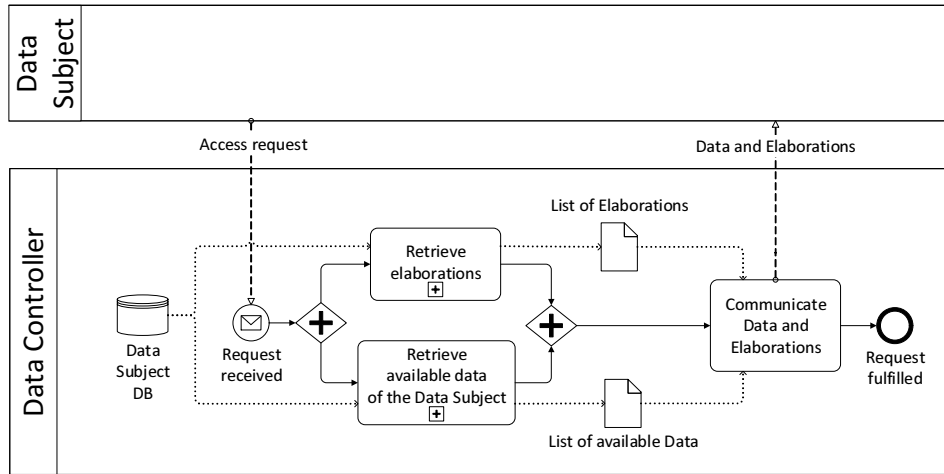 Data
Subject
Access request
Data and Elaborations
Data Controller
List of Elaborations
Retrieve
elaborations
Data
Subject
DB
Request
received
Retrieve
available data
of the Data Subject
Communicate
Data and
Elaborations
Request
fulfilled
List of available Data